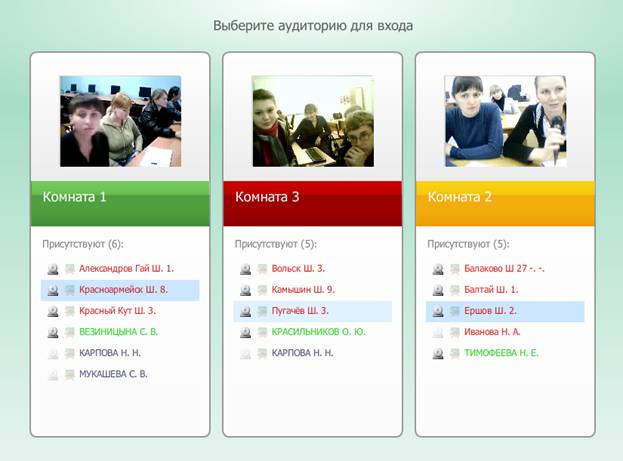 Выберите аудиторию для входа
Комната 1
Присутствуют (6):
Александров Гай Ш. 1.
Красноармейск Ш. 8.
Красный Кут Ш. 3.
ВЕЗИНИЦЫНА С. В.
КАРПОВА Н. Н.
МУКАШЕВА С. В.
Комната 3
Присутствуют (5):
Вольск Ш. 3.
Камышин Ш. 9.
Пугачёв Ш. 3.
КРАСИЛЬНИКОВ О. Ю.
КАРПОВА Н. Н.
Комната 2
Присутствуют (5):
Балаково Ш 27 -. -.
Балтай Ш. 1.
Ершов Ш. 2.
Иванова Н. А.
ТИМОФЕЕВА Н. Е.